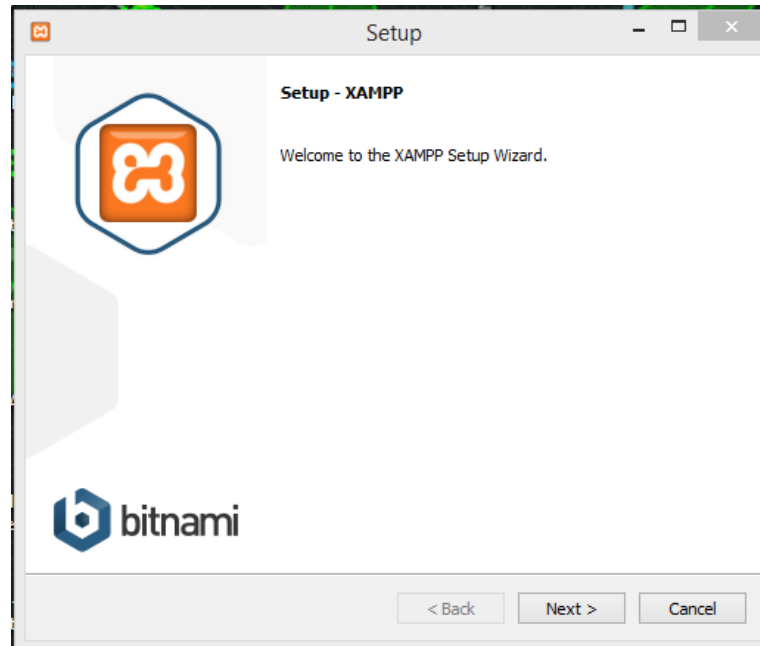 Setup
Setup - XAMPP
Welcome to the XAMPP Setup Wizard.
bitnami
< Back
Next >
Cancel